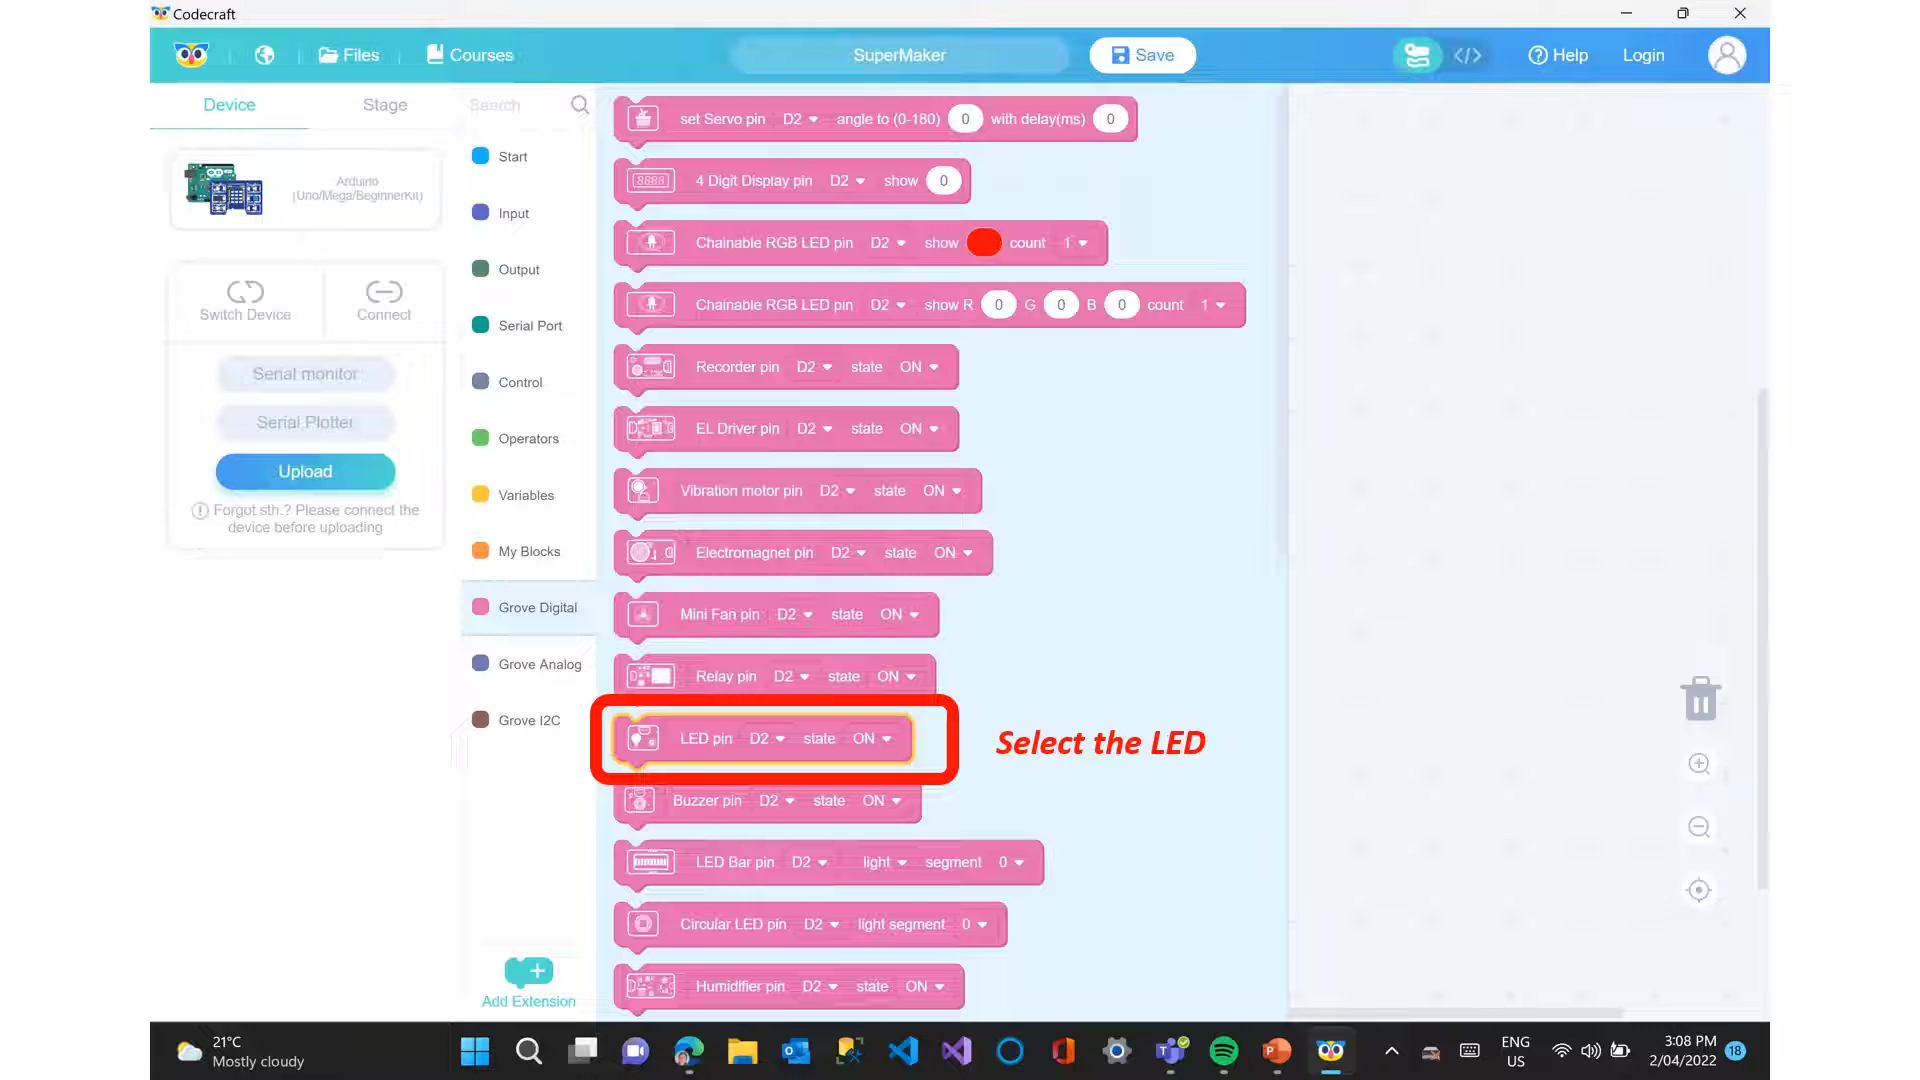 Codecraft
Files
Courses
SuperMaker
Save
Help
Login
Device
Stage
Search
Arduino
(Uno/Mega/BeginnerKit)
Switch Device
Connect
Serial monitor
Serial Plotter
Upload
Forgot sth.? Please connect the
device before uploading
Start
Input
Output
Serial Port
Control
Operators
Variables
My Blocks
Grove Digital
Grove Analog
Grove I2C
Add Extension
set Servo pin D2 angle to (0-180) 0 with delay(ms) 0
4 Digit Display pin D2 show 0
Chainable RGB LED pin D2 show count 1
Chainable RGB LED pin D2 show R 0 G 0 B 0 count 1
Recorder pin D2 state ON
EL Driver pin D2 state ON
Vibration motor pin D2 state ON
Electromagnet pin D2 state ON
Mini Fan pin D2 state ON
Relay pin D2 state ON
LED pin D2 state ON
Select the LED
Buzzer pin D2 state ON
LED Bar pin D2 light segment 0
Circular LED pin D2 light segment 0
Humidifier pin D2 state ON
21°C
Mostly cloudy
ENG
US
3:08 PM
2/04/2022
18